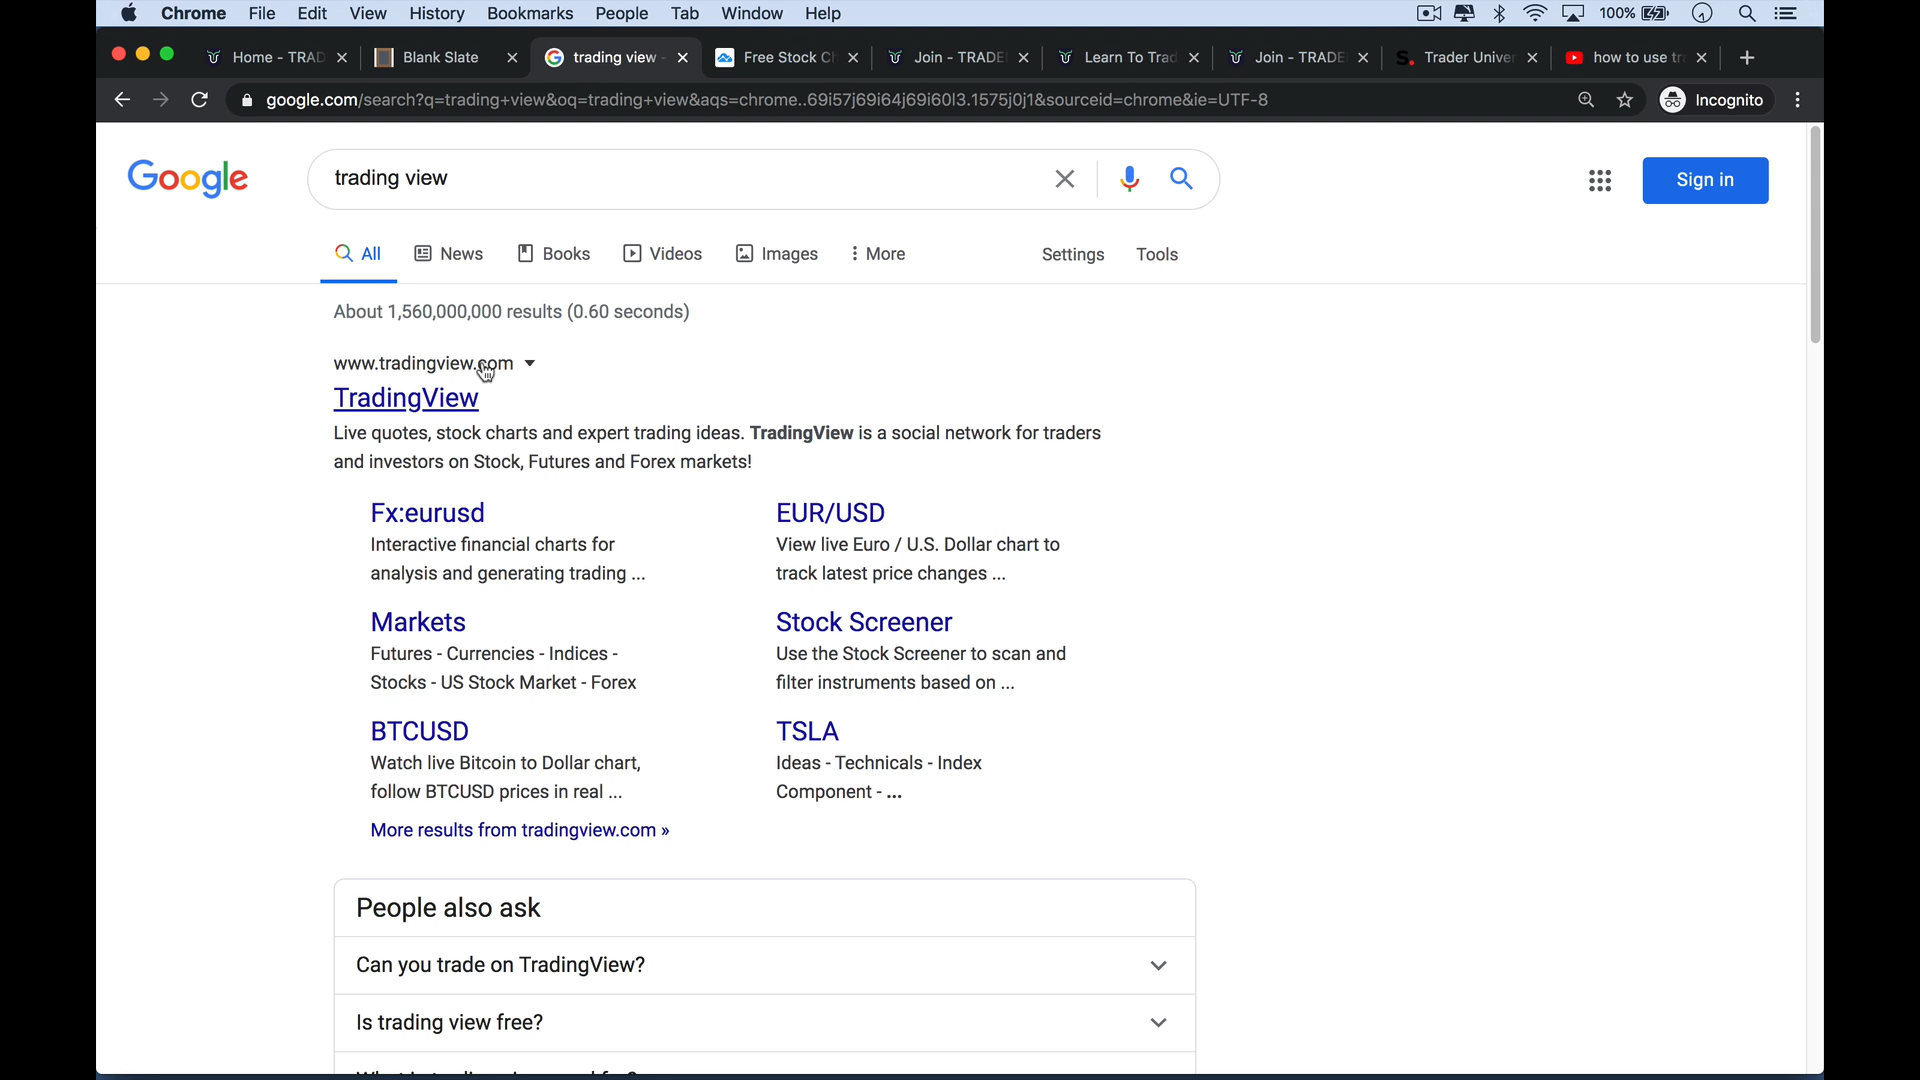 Chrome File Edit View History Bookmarks People Tab Window Help 100%
Home - TRAD Blank Slate trading view - Free Stock Ch Join - TRADE Learn To Trad Join - TRADE Trader Univer how to use tr
google.com/search?q=trading+view&oq=trading+view&aqs=chrome..69i57j69i64j69i60l3.1575j0j1&sourceid=chrome&ie=UTF-8 Incognito
Google trading view Sign in
All News Books Videos Images More Settings Tools
About 1,560,000,000 results (0.60 seconds)
www.tradingview.com
TradingView
Live quotes, stock charts and expert trading ideas. TradingView is a social network for traders
and investors on Stock, Futures and Forex markets!
Fx:eurusd
Interactive financial charts for
analysis and generating trading ...
EUR/USD
View live Euro / U.S. Dollar chart to
track latest price changes ...
Markets
Futures - Currencies - Indices -
Stocks - US Stock Market - Forex
Stock Screener
Use the Stock Screener to scan and
filter instruments based on ...
BTCUSD
Watch live Bitcoin to Dollar chart,
follow BTCUSD prices in real ...
TSLA
Ideas - Technicals - Index
Component - ...
More results from tradingview.com »
People also ask
Can you trade on TradingView?
Is trading view free?